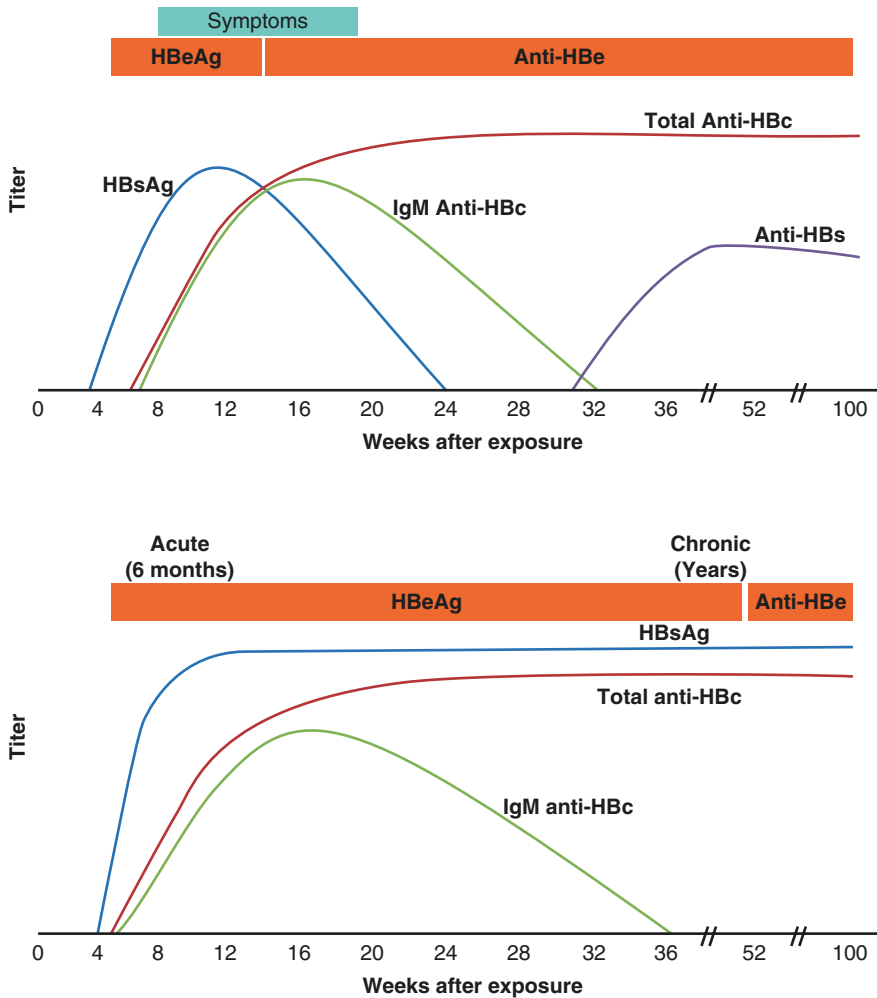 Symptoms
HBeAg Anti-HBe
Total Anti-HBc
HBsAg
IgM Anti-HBc
Anti-HBs
Titer
0 4 8 12 16 20 24 28 32 36 52 100
Weeks after exposure
Acute
(6 months)
Chronic
(Years)
HBeAg Anti-HBe
HBsAg
Total anti-HBc
IgM anti-HBc
Titer
0 4 8 12 16 20 24 28 32 36 52 100
Weeks after exposure